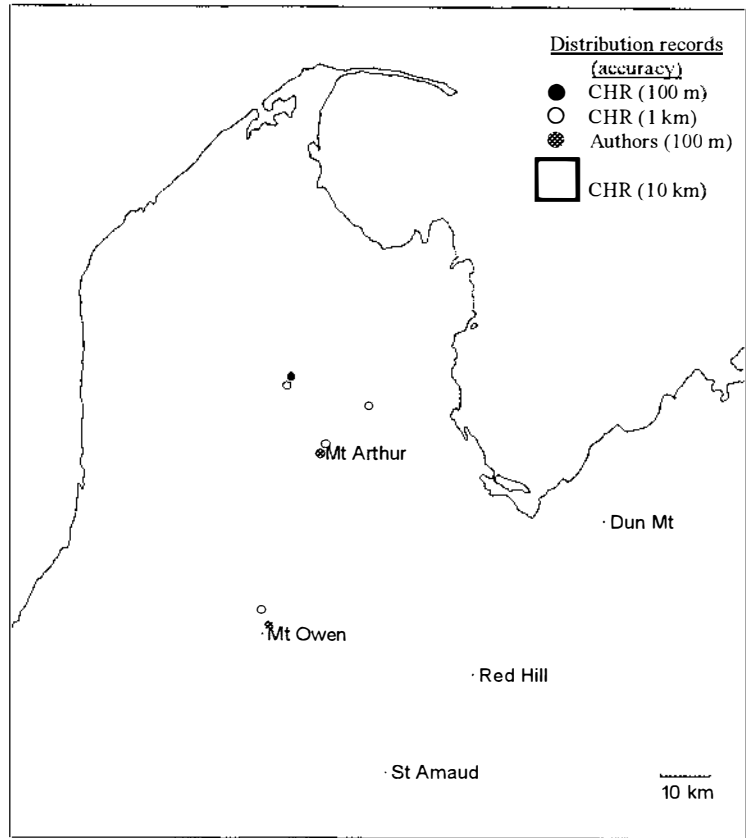 Distribution records
(accuracy)
CHR (100 m)
CHR (1 km)
Authors (100 m)
CHR (10 km)
Mt Arthur
Dun Mt
Mt Owen
Red Hill
St Arnaud
10 km